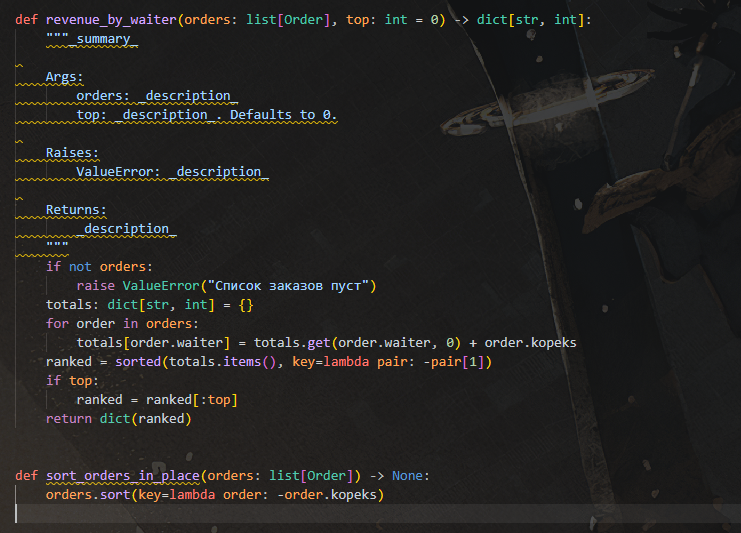 def revenue_by_waiter(orders: list[Order], top: int = 0) -> dict[str, int]:
    """_summary_

    Args:
        orders: _description_
        top: _description_. Defaults to 0.

    Raises:
        ValueError: _description_

    Returns:
        _description_
    """
    if not orders:
        raise ValueError("Список заказов пуст")
    totals: dict[str, int] = {}
    for order in orders:
        totals[order.waiter] = totals.get(order.waiter, 0) + order.kopeks
    ranked = sorted(totals.items(), key=lambda pair: -pair[1])
    if top:
        ranked = ranked[:top]
    return dict(ranked)


def sort_orders_in_place(orders: list[Order]) -> None:
    orders.sort(key=lambda order: -order.kopeks)